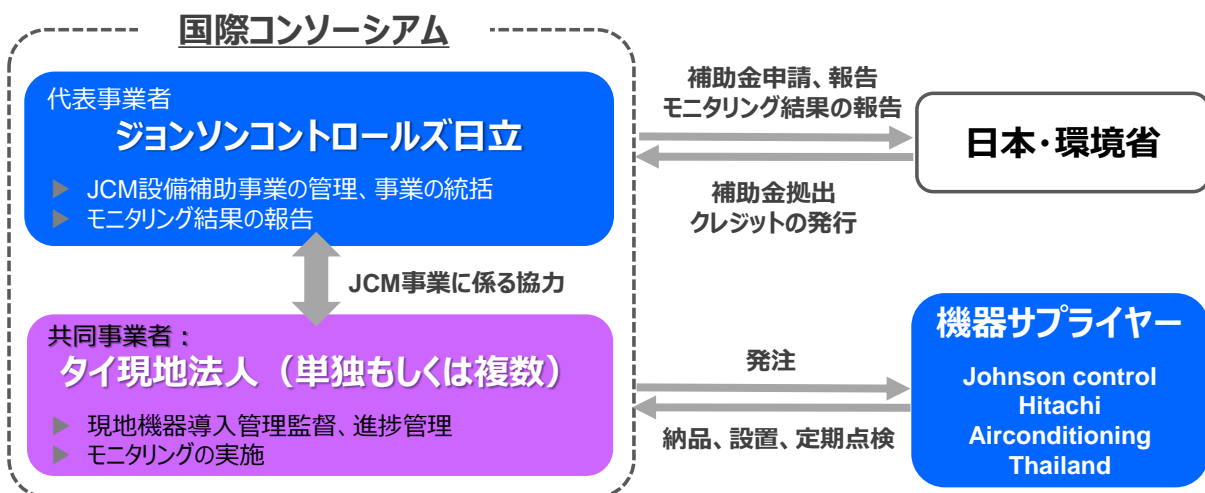 国際コンソーシアム
代表事業者
ジョンソンコントロールズ日立
▶ JCM設備補助事業の管理、事業の統括
▶ モニタリング結果の報告
JCM事業に係る協力
共同事業者：
タイ現地法人（単独もしくは複数）
▶ 現地機器導入管理監督、進捗管理
▶ モニタリングの実施
補助金申請、報告
モニタリング結果の報告
補助金拠出
クレジットの発行
日本・環境省
発注
納品、設置、定期点検
機器サプライヤー
Johnson control
Hitachi
Airconditioning
Thailand